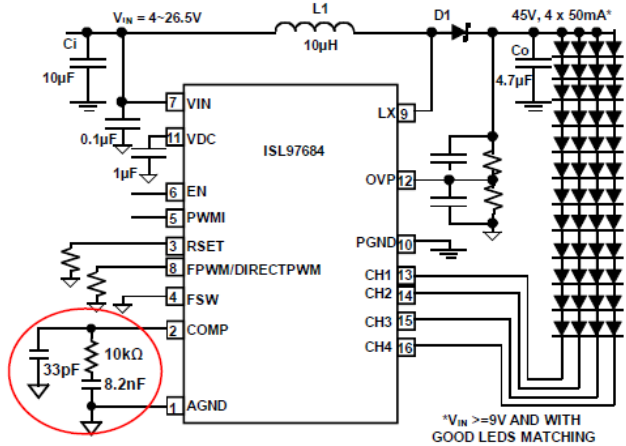 L1
D1
V_IN = 4~26.5V
45V, 4 x 50mA*
Ci
10µH
Co
10µF
4.7µF
7 VIN
LX 9
0.1µF
11 VDC
ISL97684
1µF
OVP 12
6 EN
5 PWMI
3 RSET
PGND 10
8 FPWM/DIRECTPWM
CH1 13
4 FSW
CH2 14
2 COMP
CH3 15
10kΩ
CH4 16
33pF
8.2nF
1 AGND
*V_IN >=9V AND WITH
GOOD LEDS MATCHING